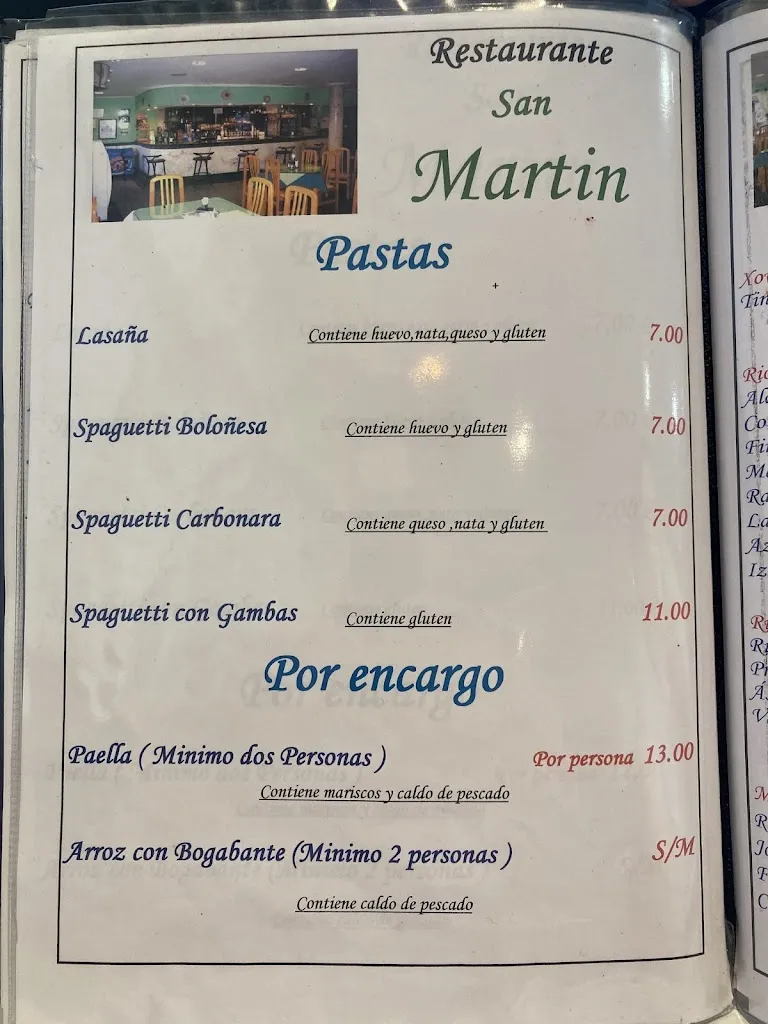 Restaurante
San
Martin
Pastas
Lasaña Contiene huevo,nata,queso y gluten 7.00
Spaguetti Boloñesa Contiene huevo y gluten 7.00
Spaguetti Carbonara Contiene queso ,nata y gluten 7.00
Spaguetti con Gambas Contiene gluten 11.00
Por encargo
Paella ( Minimo dos Personas ) Por persona 13.00
Contiene mariscos y caldo de pescado
Arroz con Bogabante (Minimo 2 personas ) S/M
Contiene caldo de pescado